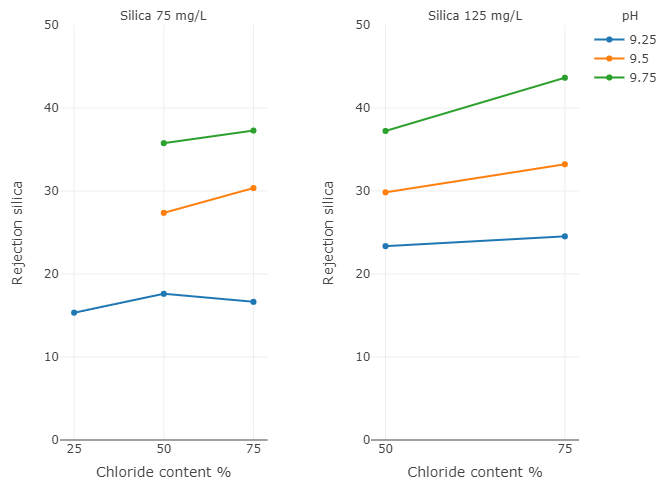 Silica 75 mg/L
Silica 125 mg/L
pH
9.25
9.5
9.75
50
40
30
20
10
0
Rejection silica
25
50
75
Chloride content %
50
40
30
20
10
0
Rejection silica
50
75
Chloride content %